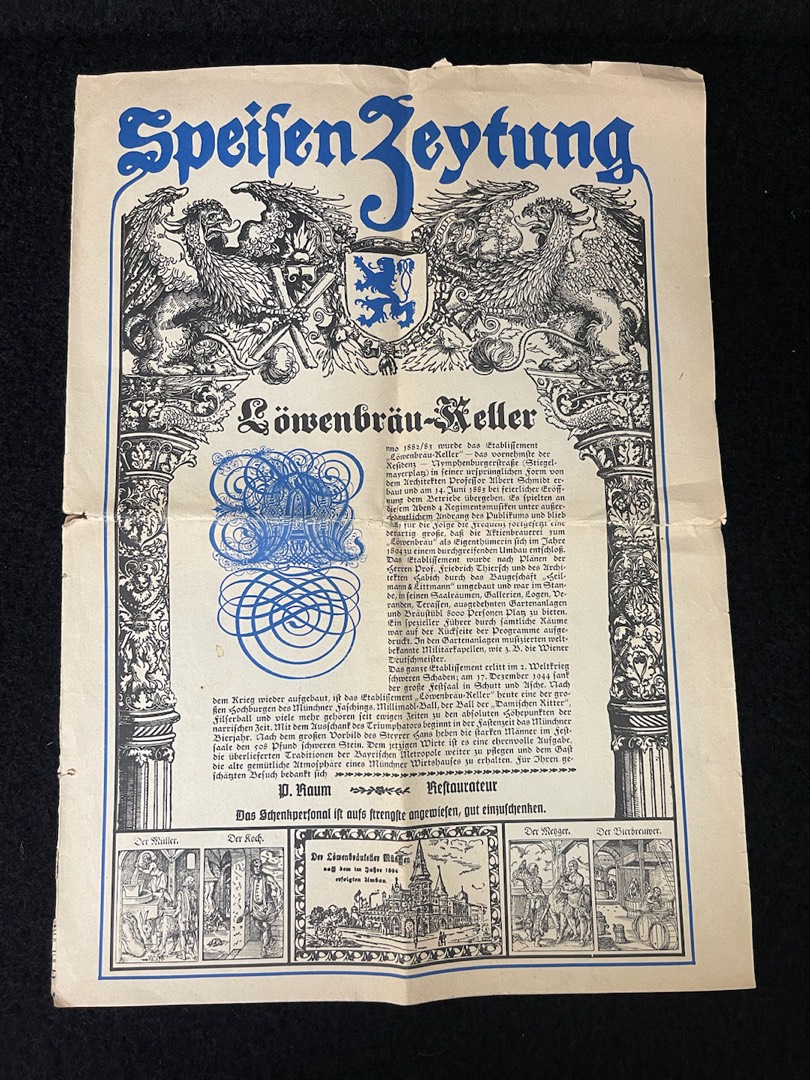 Speisen Zeytung
Löwenbräu-Keller
nno 1882/83 wurde das Etablissement
„Löwenbräu-Keller" — das vornehmste der
Residenz — Nymphenburgerstraße (Stiegel-
mayerplatz) in seiner ursprünglichen Form von
dem Architekten Professor Albert Schmidt er-
baut und am 14. Juni 1883 bei feierlicher Eröff-
nung dem Betriebe übergeben. Es spielten an
diesem Abend 4 Regimentsmusiken unter außer-
ordentlichem Andrang des Publikums und blieb
auch für die Folge die Frequenz fortgesetzt eine
derartig große, daß die Aktienbrauerei zum
„Löwenbräu" als Eigenthümerin sich im Jahre
1894 zu einem durchgreifenden Umbau entschloß.
Das Etablissement wurde nach Plänen der
Herren Prof. Friedrich Thiersch und des Archi-
tekten Habich durch das Baugeschäft „Heil-
mann & Littmann" umgebaut und war im Stan-
de, in seinen Saalräumen, Gallerien, Logen, Ve-
randen, Terassen, ausgedehnten Gartenanlagen
und Bräustübl 8000 Personen Platz zu bieten.
Ein spezieller Führer durch sämtliche Räume
war auf der Rückseite der Programme aufge-
druckt. In den Gartenanlagen musizierten welt-
bekannte Militärkapellen, wie z. B. die Wiener
Deutschmeister.
Das ganze Etablissement erlitt im 2. Weltkrieg
schweren Schaden; am 17. Dezember 1944 sank
der große Festsaal in Schutt und Asche. Nach
dem Krieg wieder aufgebaut, ist das Etablissement „Löwenbräu-Keller" heute eine der gro-
ßen Hochburgen des Münchner Faschings. Millimadl-Ball, der Ball der „Damischen Ritter",
Filserball und viele mehr gehören seit ewigen Zeiten zu den absoluten Höhepunkten der
narrischen Zeit. Mit dem Ausschank des Triumphators beginnt in der Fastenzeit das Münchner
Bierjahr. Nach dem großen Vorbild des Steyrer Hans heben die starken Männer im Fest-
saale den 508 Pfund schweren Stein. Dem jetzigen Wirte ist es eine ehrenvolle Aufgabe,
die überlieferten Traditionen der Bayrischen Metropole weiter zu pflegen und dem Gast
die alte gemütliche Atmosphäre eines Münchner Wirtshauses zu erhalten. Für Ihren ge-
schätzten Besuch bedankt sich
P. Raum Restaurateur
Das Schenkpersonal ist aufs strengste angewiesen, gut einzuschenken.
Der Müller.
Der Koch.
Der Löwenbräukeller München
nach dem im Jahre 1894
erfolgten Umbau.
Der Metzger.
Der Bierbreuwer.